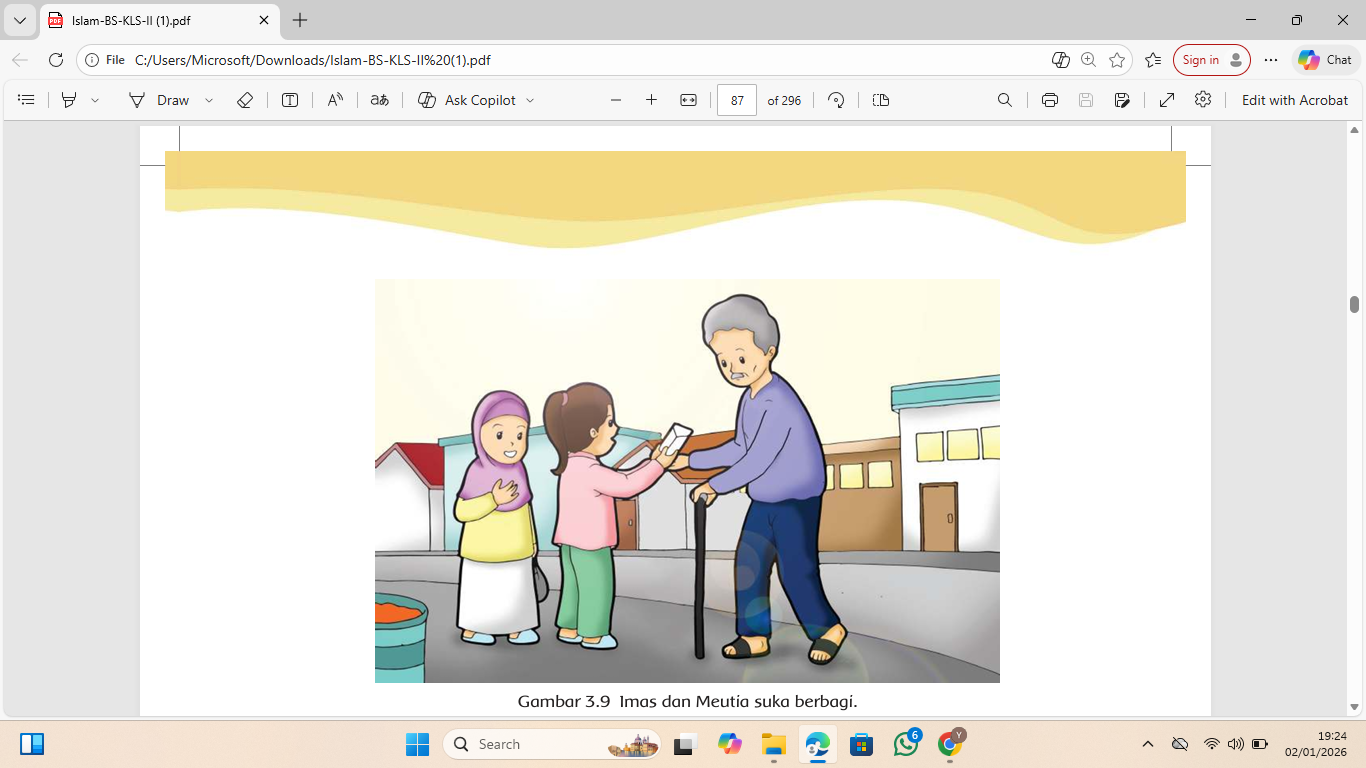 Islam-BS-KLS-II (1).pdf
File C:/Users/Microsoft/Downloads/Islam-BS-KLS-II%20(1).pdf
Sign in
Chat
Draw
Ask Copilot
87 of 296
Edit with Acrobat
Gambar 3.9 Imas dan Meutia suka berbagi.
Search
6
Y
19:24
02/01/2026